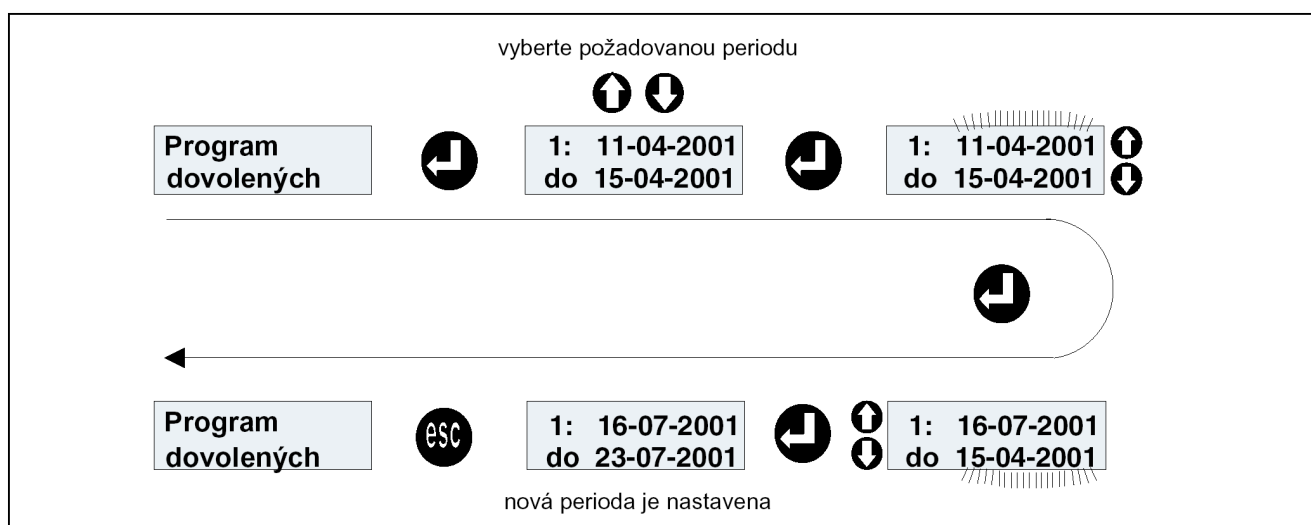 vyberte požadovanou periodu
Program
dovolených
1: 11-04-2001
do 15-04-2001
1: 11-04-2001
do 15-04-2001
Program
dovolených
esc
1: 16-07-2001
do 23-07-2001
1: 16-07-2001
do 15-04-2001
nová perioda je nastavena